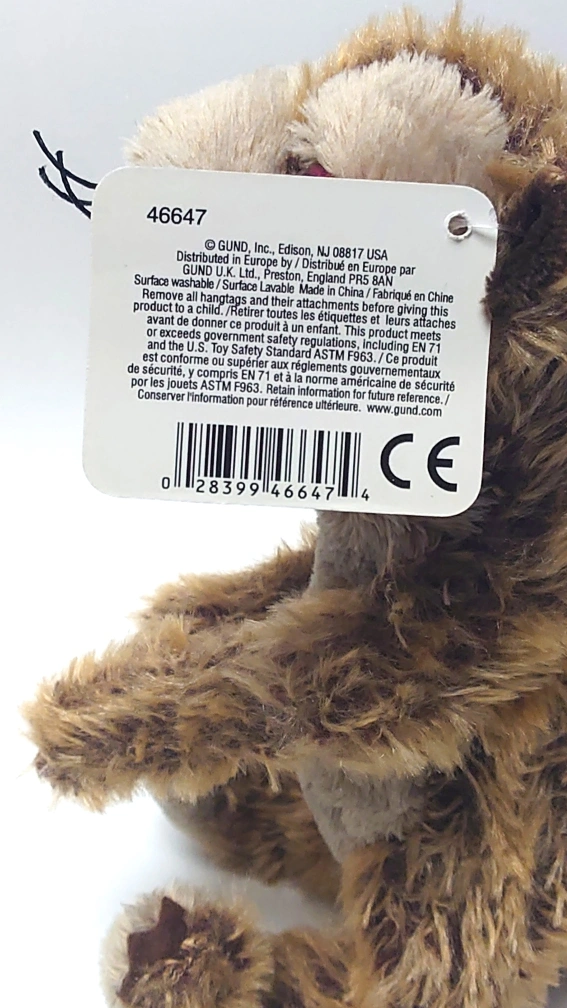 46647
© GUND, Inc., Edison, NJ 08817 USA
Distributed in Europe by / Distribué en Europe par
GUND U.K. Ltd., Preston, England PR5 8AN
Surface washable / Surface Lavable Made in China / Fabriqué en Chine
Remove all hangtags and their attachments before giving this
product to a child. /Retirer toutes les étiquettes et leurs attaches
avant de donner ce produit à un enfant. This product meets
or exceeds government safety regulations, including EN 71
and the U.S. Toy Safety Standard ASTM F963. / Ce produit
est conforme ou supérior aux réglements gouvernementaux
de sécurité, y compris EN 71 et à la norme américaine de sécurité
por les jouets ASTM F963. Retain information for future reference. /
Conserver l'information pour référence ultérieure. www.gund.com
0 28399 46647 4
CE